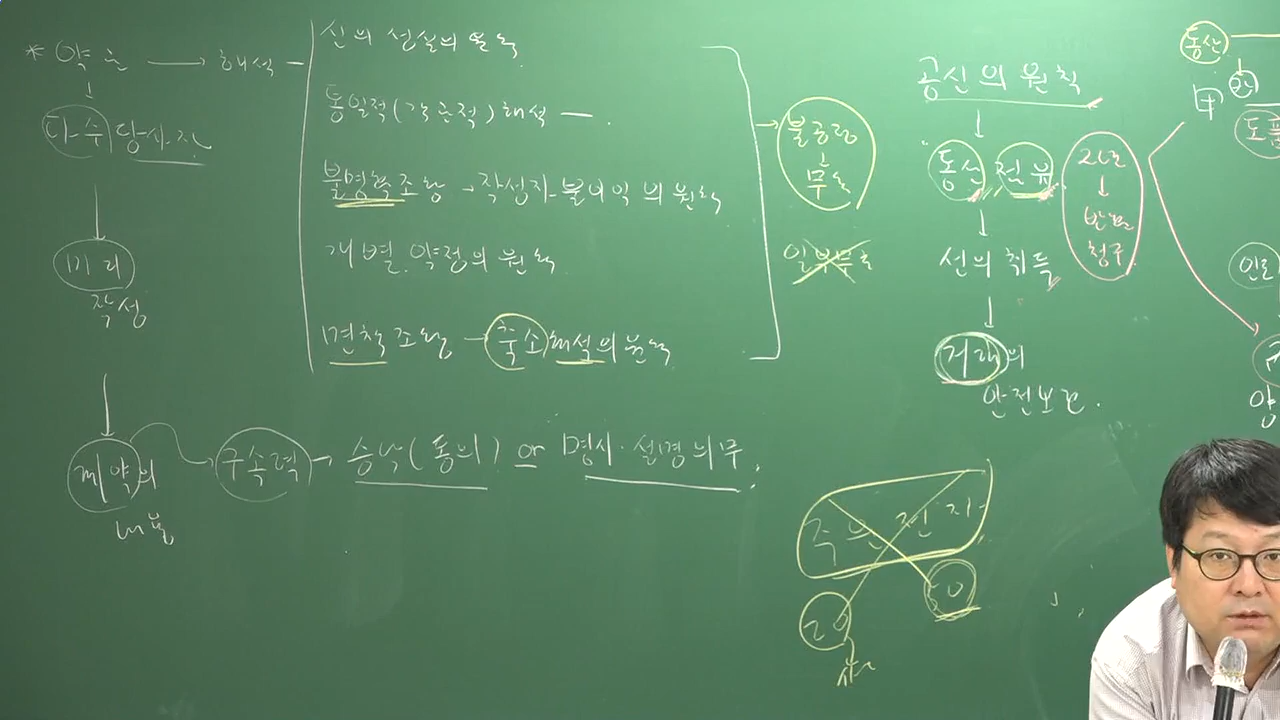 * 약관 → 해석
다수 당사자
미리
작성
계약의
내용
신의 성실의 원칙
통일적(객관적) 해석 —.
불명확 조항 → 작성자 불이익의 원칙
개별 약정의 원칙
면책 조항 → 축소 해석의 원칙
불공정
↓
무효
일부무효
구속력 → 승낙(동의) or 명시·설명의무.
공신의 원칙
↓
동산 점유
↓
선의취득
↓
거래의
안전보호.
2년
↓
반환
청구
20
50
동산
甲
도품
인도